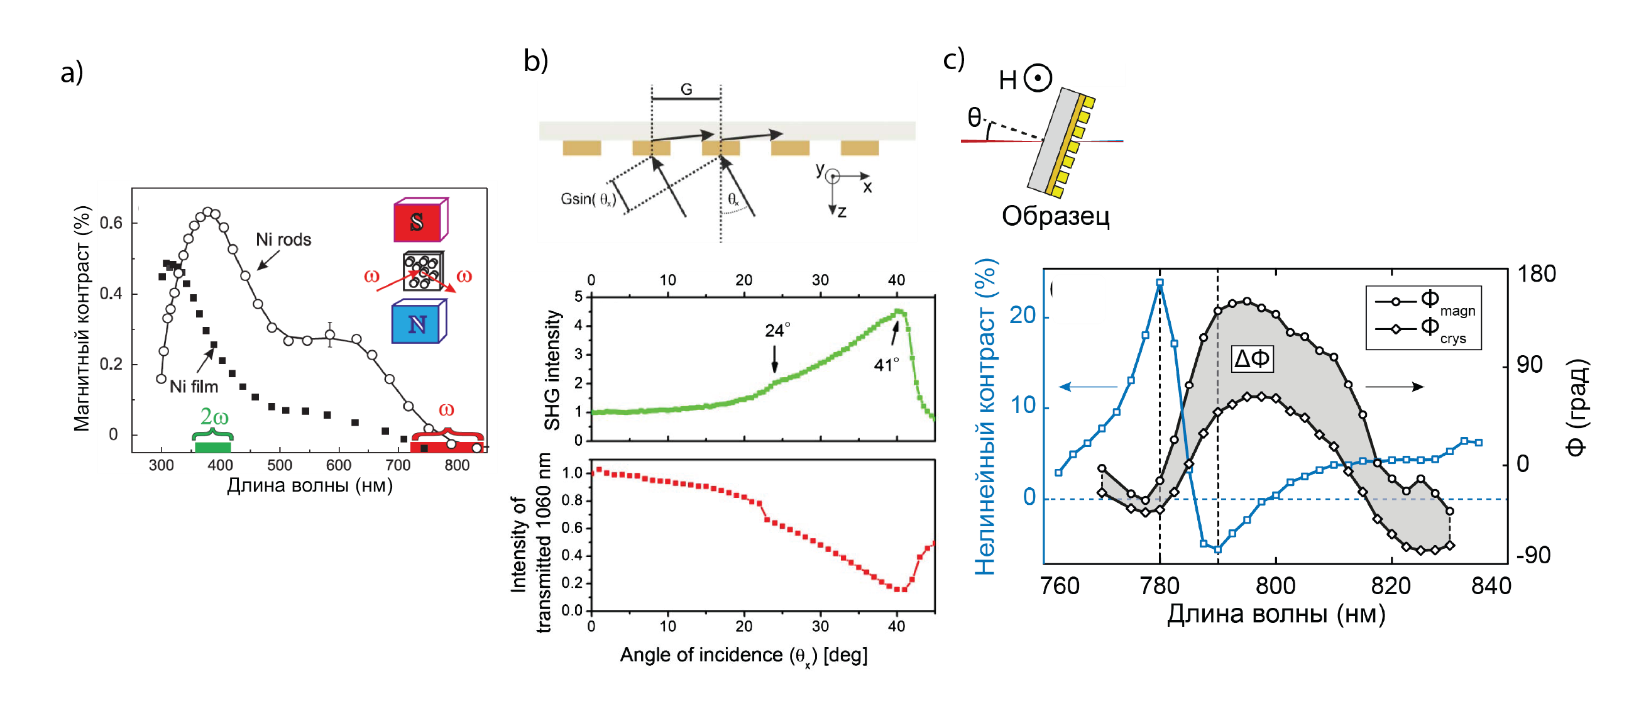 a)
Магнитный контраст (%)
0.6
0.4
0.2
0
Ni rods
Ni film
S
ω
ω
N
2ω
ω
300
400
500
600
700
800
Длина волны (нм)
b)
G
Gsin( θx)
θx
y
x
z
0
10
20
30
40
SHG intensity
5
4
3
2
1
0
24°
41°
Intensity of
transmitted 1060 nm
1.0
0.8
0.6
0.4
0.2
0.0
0
10
20
30
40
Angle of incidence (θx) [deg]
c)
H
θ
Образец
Нелинейный контраст (%)
20
10
0
Φmagn
Φcrys
ΔΦ
180
90
0
-90
Φ (град)
760
780
800
820
840
Длина волны (нм)